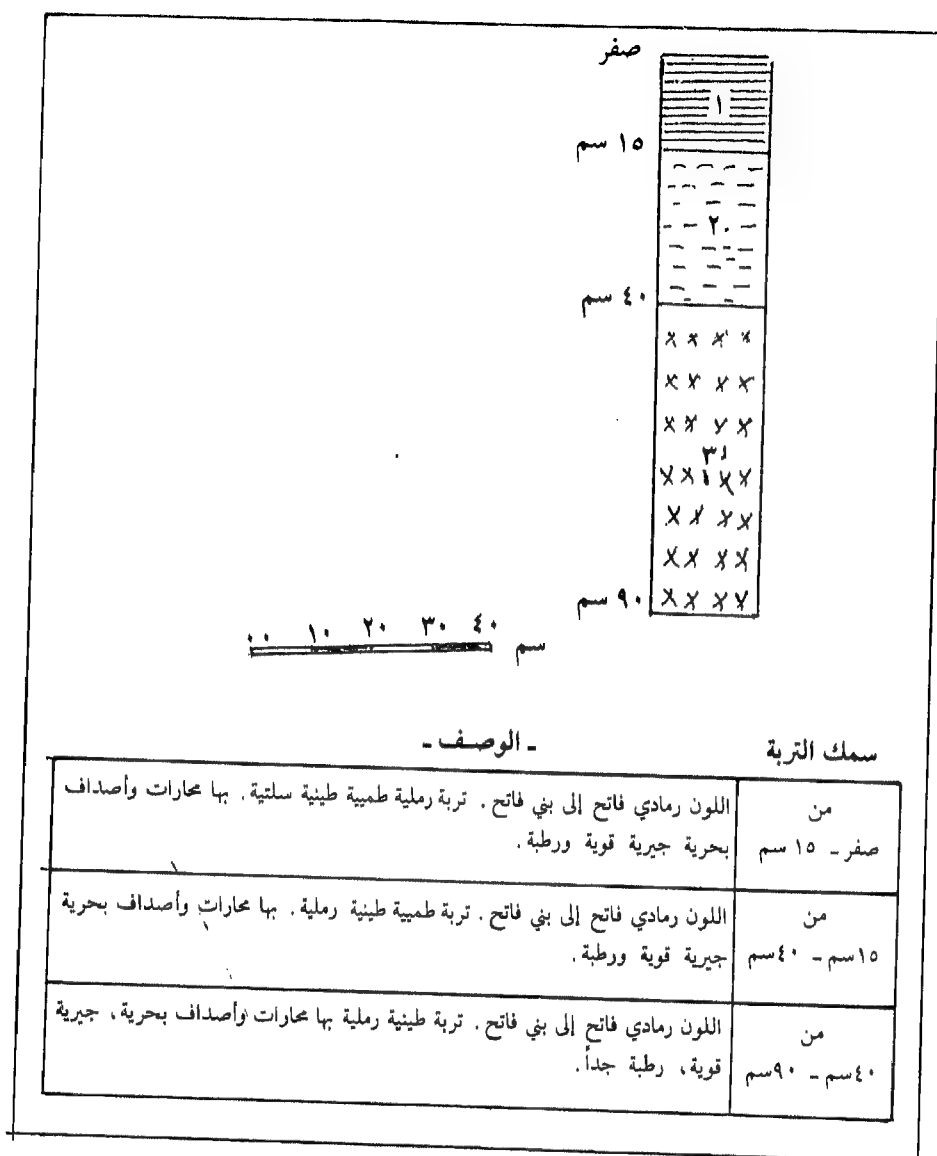 صفر
١
١٥ سم
٢
٤٠ سم
٣
٩٠ سم
٠٠ ١٠ ٢٠ ٣٠ ٤٠ سم
سمك التربة - الوصف -
من
صفر - ١٥ سم
اللون رمادي فاتح إلى بني فاتح. تربة رملية طميية طينية سلتية. بها محارات وأصداف
بحرية جيرية قوية ورطبة.
من
١٥سم - ٤٠سم
اللون رمادي فاتح إلى بني فاتح. تربة طميية طينية رملية. بها محارات وأصداف بحرية
جيرية قوية ورطبة.
من
٤٠سم - ٩٠سم
اللون رمادي فاتح إلى بني فاتح. تربة طينية رملية بها محارات وأصداف بحرية، جيرية
قوية، رطبة جداً.